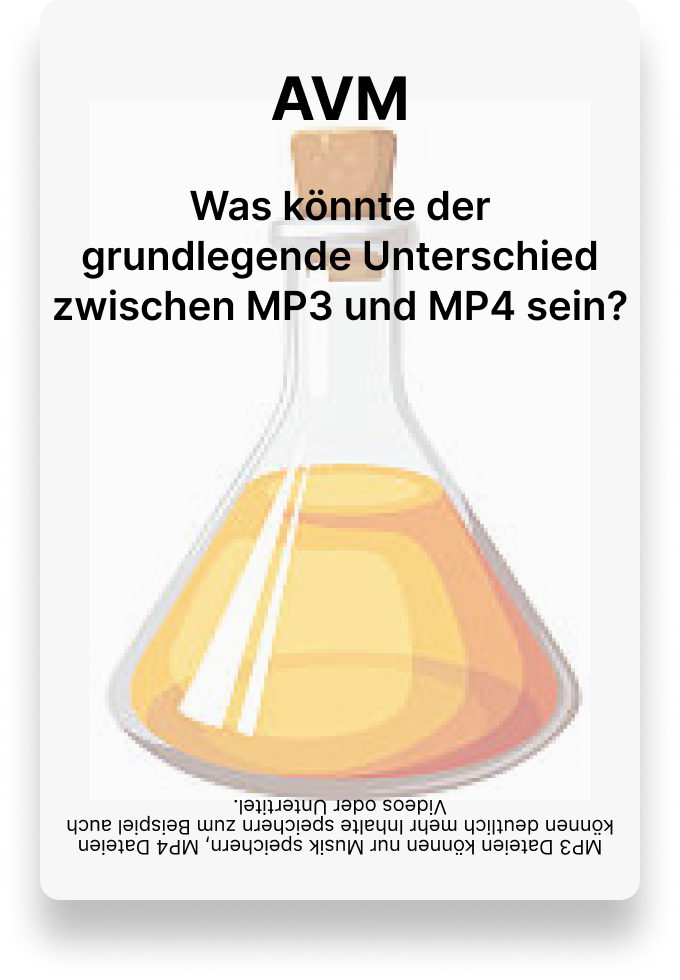 AVM
Was könnte der
grundlegende Unterschied
zwischen MP3 und MP4 sein?
MP3 Dateien können nur Musik speichern, MP4 Dateien
können deutlich mehr Inhalte speichern zum Beispiel auch
Videos oder Untertitel.